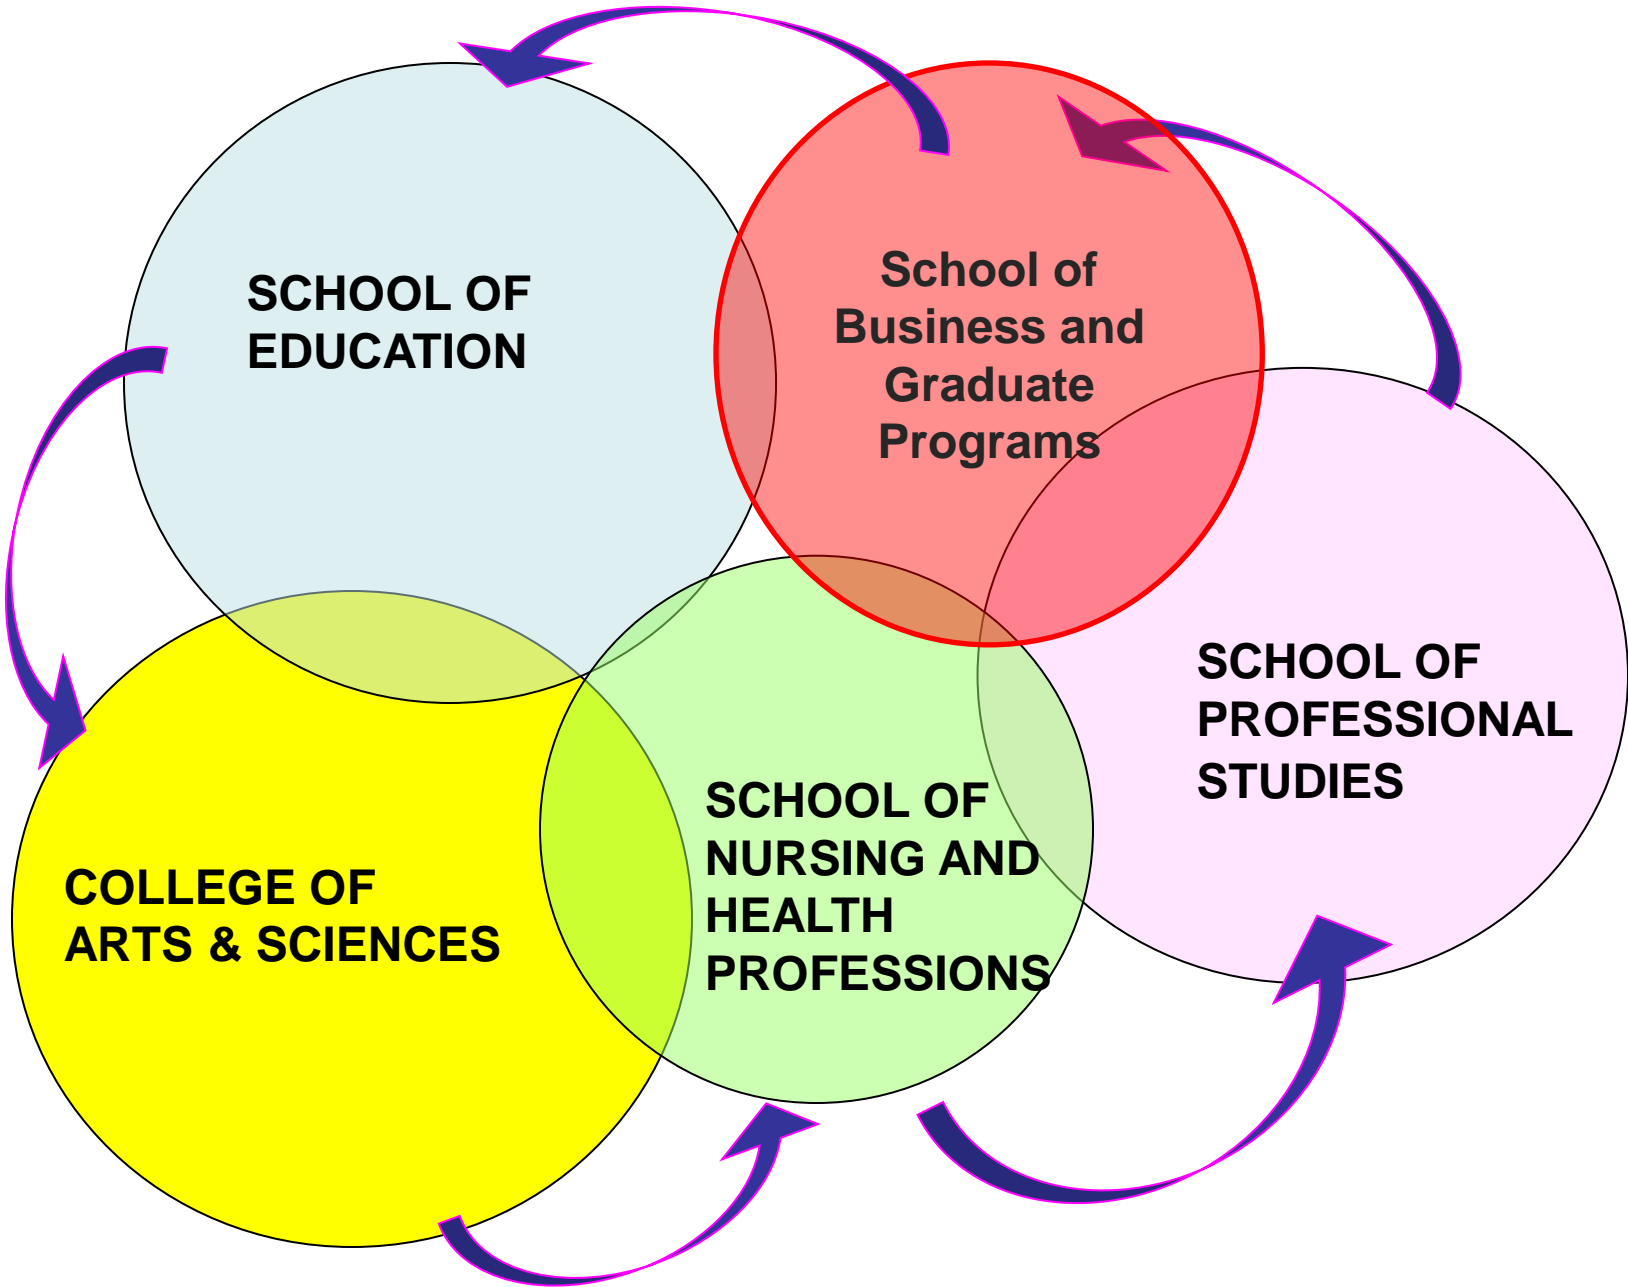 SCHOOL OF
EDUCATION
School of
Business and
Graduate
Programs
SCHOOL OF
PROFESSIONAL
STUDIES
SCHOOL OF
NURSING AND
HEALTH
PROFESSIONS
COLLEGE OF
ARTS & SCIENCES